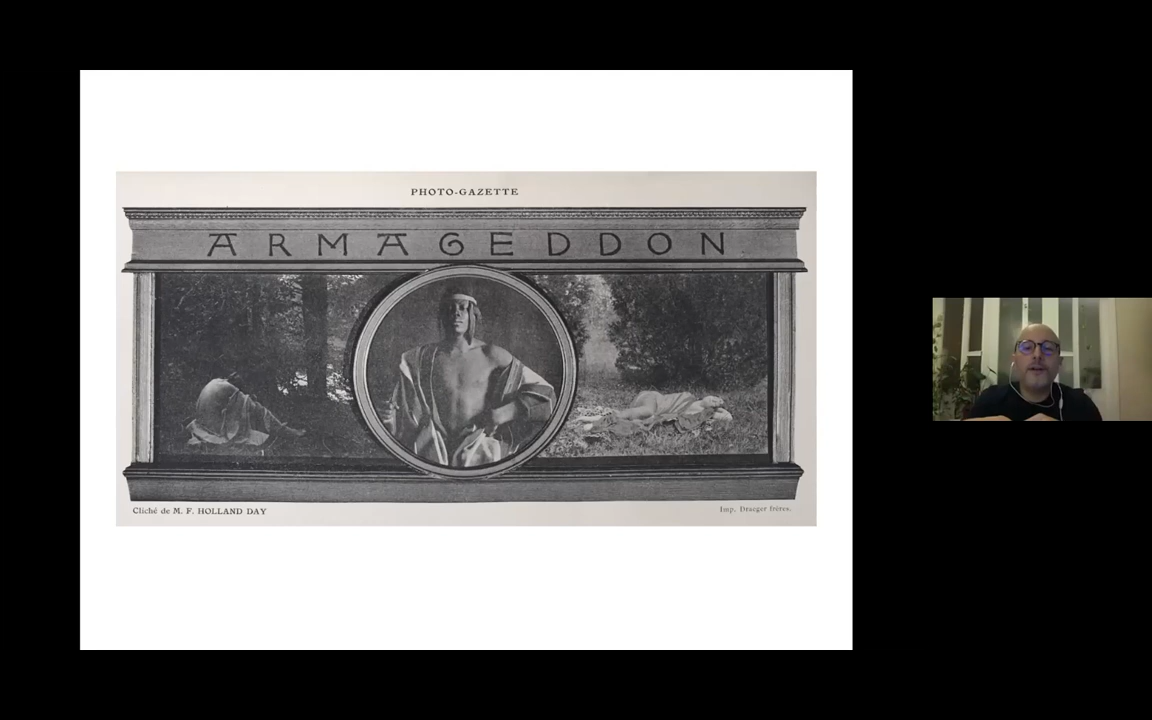 PHOTO-GAZETTE
ARMAGEDDON
Cliché de M. F. HOLLAND DAY
Imp. Draeger frères.